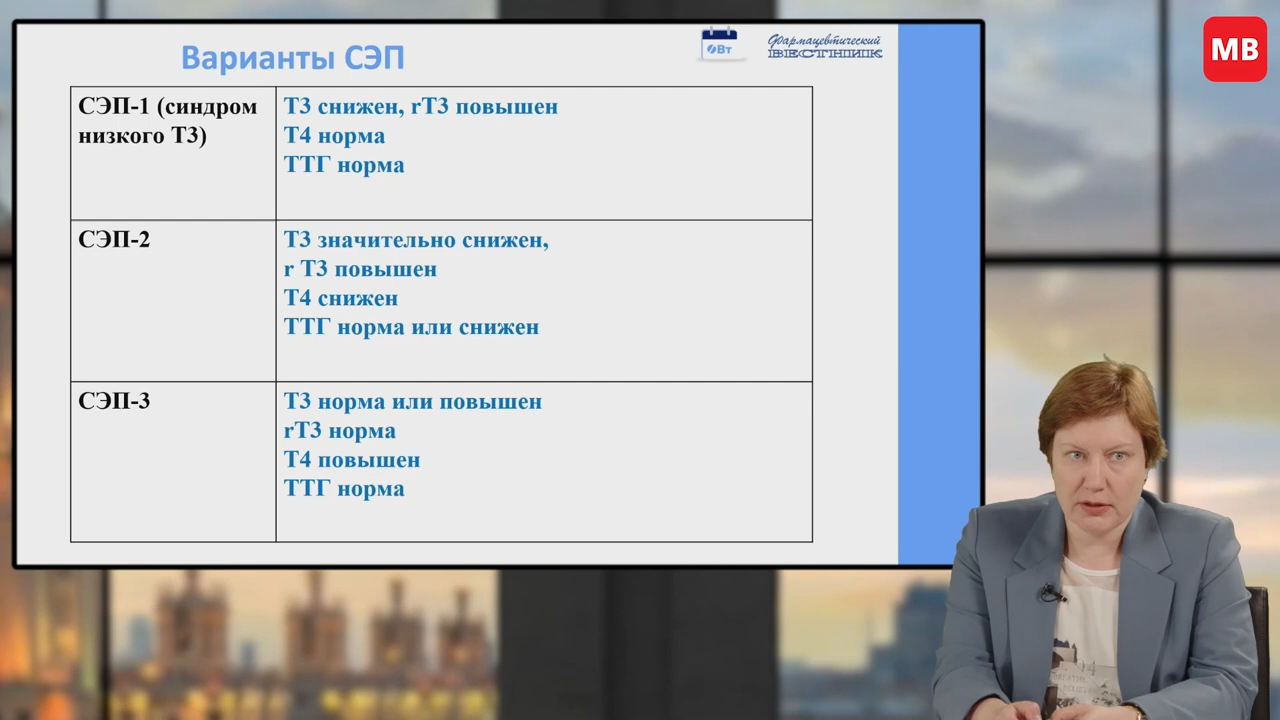 Варианты СЭП
Вт
Фармацевтический
ВЕСТНИК
МВ
СЭП-1 (синдром
низкого Т3)
Т3 снижен, rТ3 повышен
Т4 норма
ТТГ норма
СЭП-2
Т3 значительно снижен,
r Т3 повышен
Т4 снижен
ТТГ норма или снижен
СЭП-3
Т3 норма или повышен
rТ3 норма
Т4 повышен
ТТГ норма